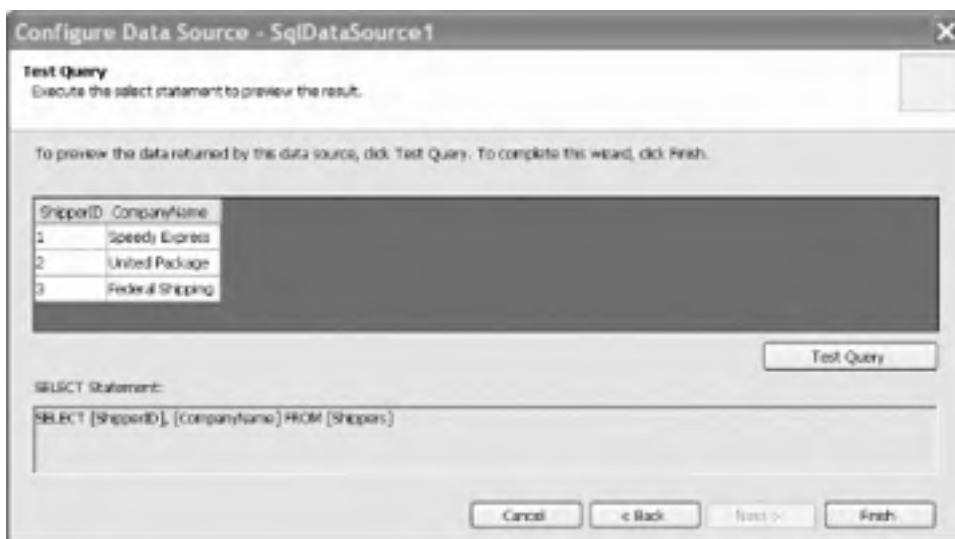 Configure Data Source - SqlDataSource1
Test Query
Execute the select statement to preview the result.
To preview the data returned by this data source, click Test Query. To complete this wizard, click Finish.
ShipperID CompanyName
1 Speedy Express
2 United Package
3 Federal Shipping
Test Query
SELECT Statement:
SELECT [ShipperID], [CompanyName] FROM [Shippers]
Cancel < Back Next > Finish